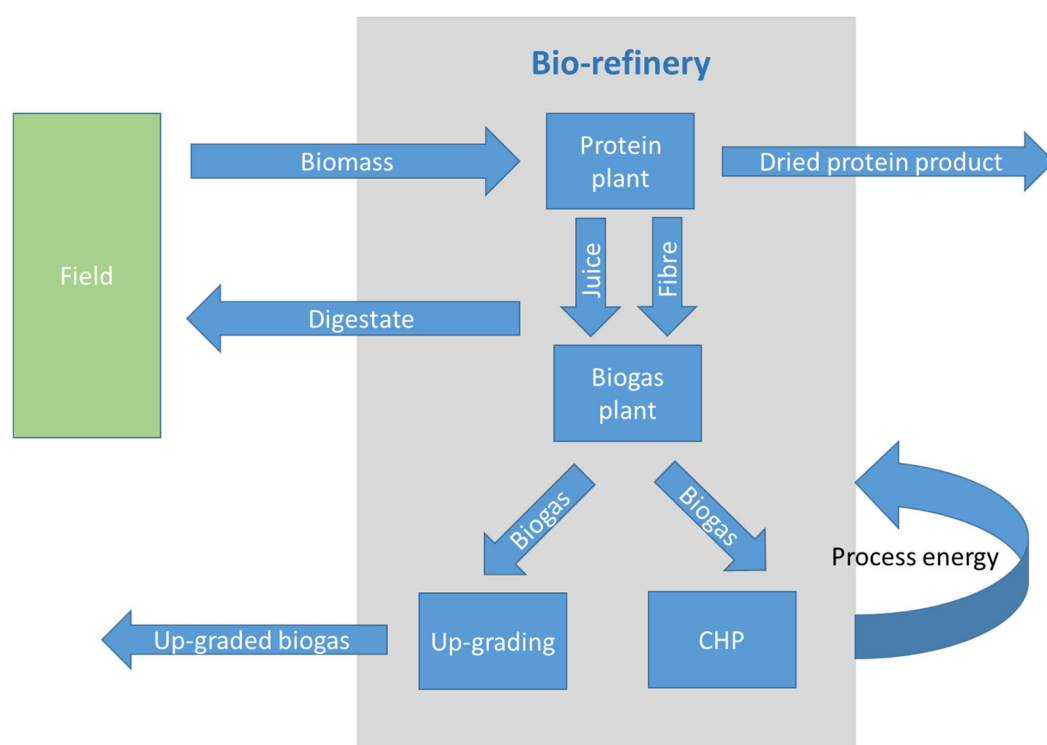 Bio-refinery
Biomass
Protein
plant
Dried protein product
Field
Juice
Fibre
Digestate
Biogas
plant
Biogas
Biogas
Process energy
Up-graded biogas
Up-grading
CHP